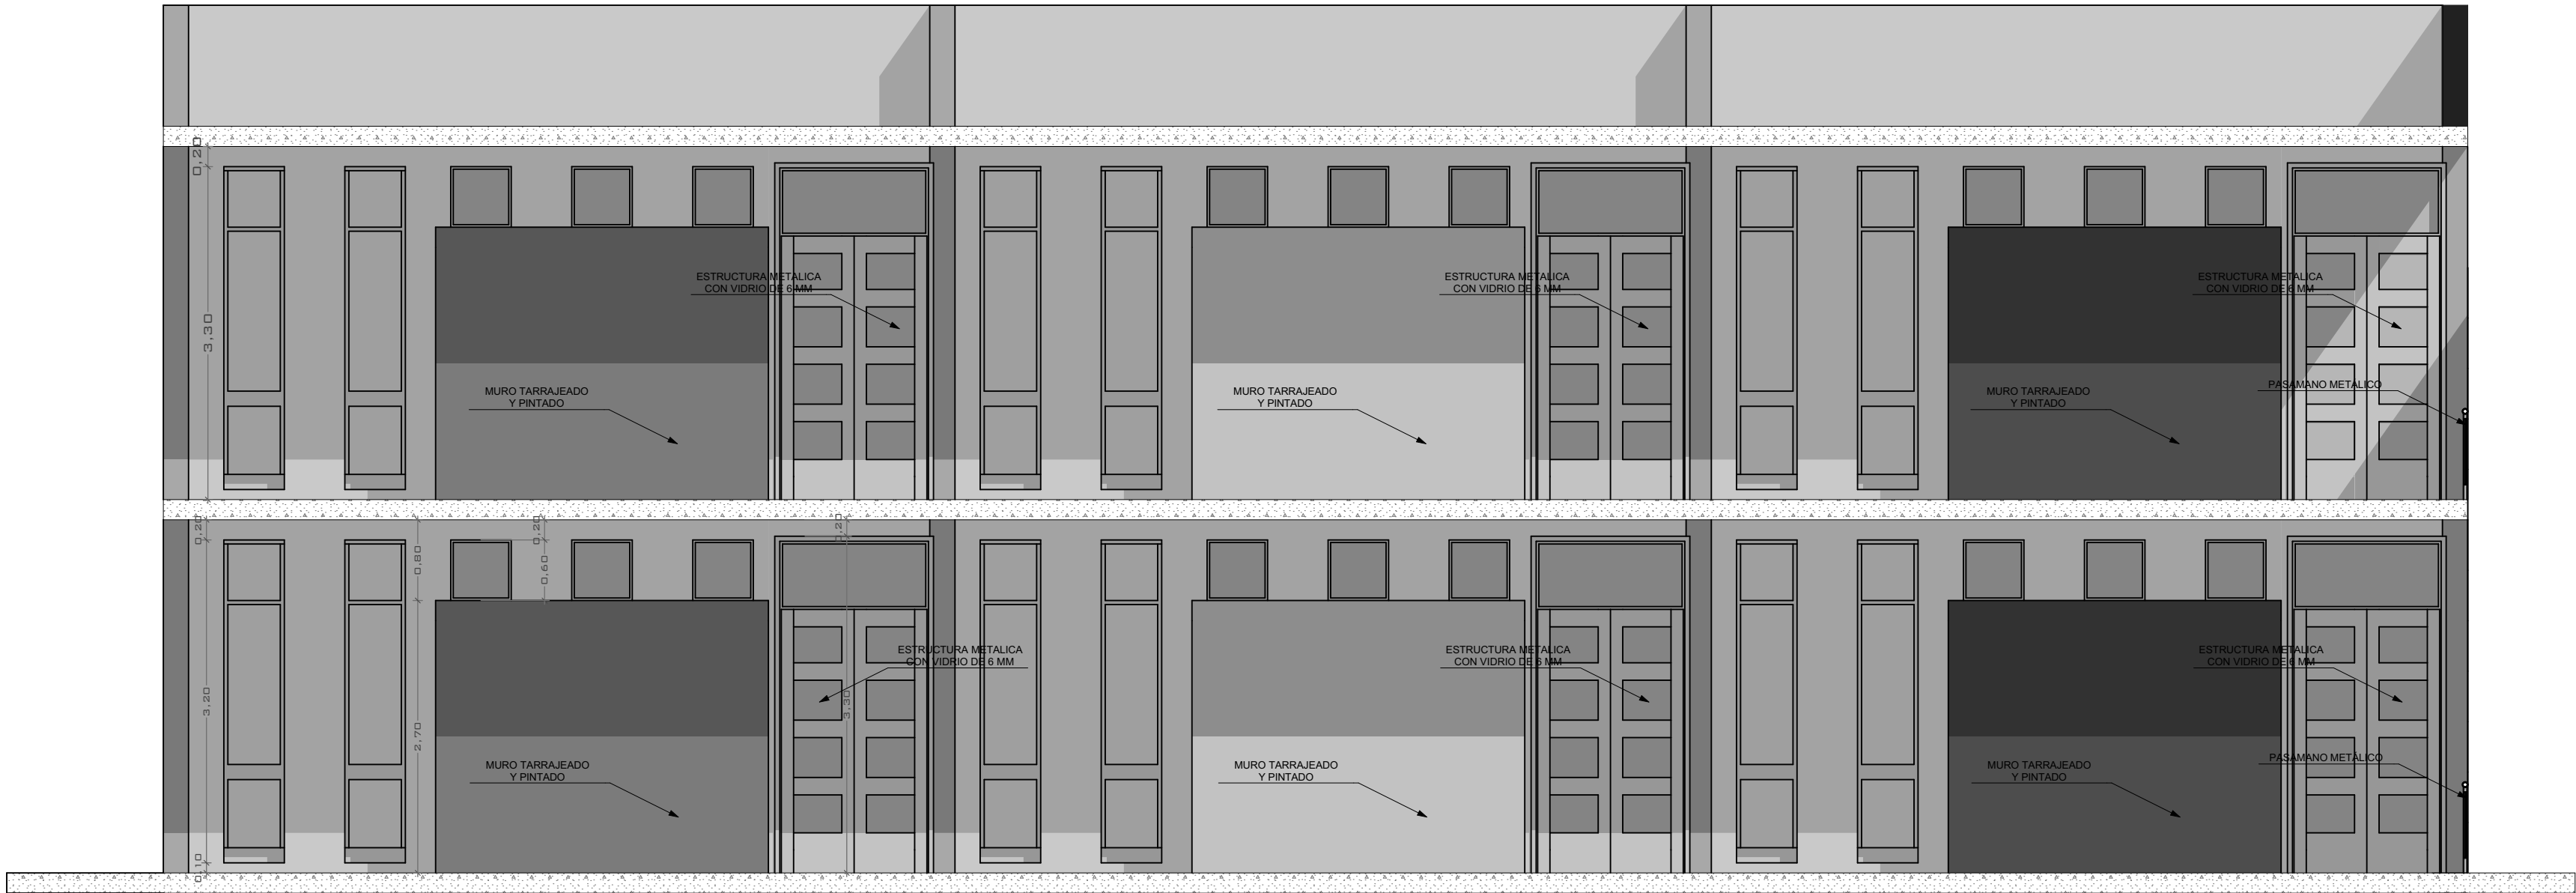 0,20
ESTRUCTURA METALICA
CON VIDRIO DE 6 MM
ESTRUCTURA METALICA
CON VIDRIO DE 6 MM
ESTRUCTURA METALICA
CON VIDRIO DE 6 MM
3,30
MURO TARRAJEADO
Y PINTADO
MURO TARRAJEADO
Y PINTADO
MURO TARRAJEADO
Y PINTADO
PASAMANO METALICO
0,20
0,20
0,20
0,80
0,60
ESTRUCTURA METALICA
CON VIDRIO DE 6 MM
ESTRUCTURA METALICA
CON VIDRIO DE 6 MM
ESTRUCTURA METALICA
CON VIDRIO DE 6 MM
3,20
2,70
3,30
MURO TARRAJEADO
Y PINTADO
MURO TARRAJEADO
Y PINTADO
MURO TARRAJEADO
Y PINTADO
PASAMANO METÁLICO
0,10